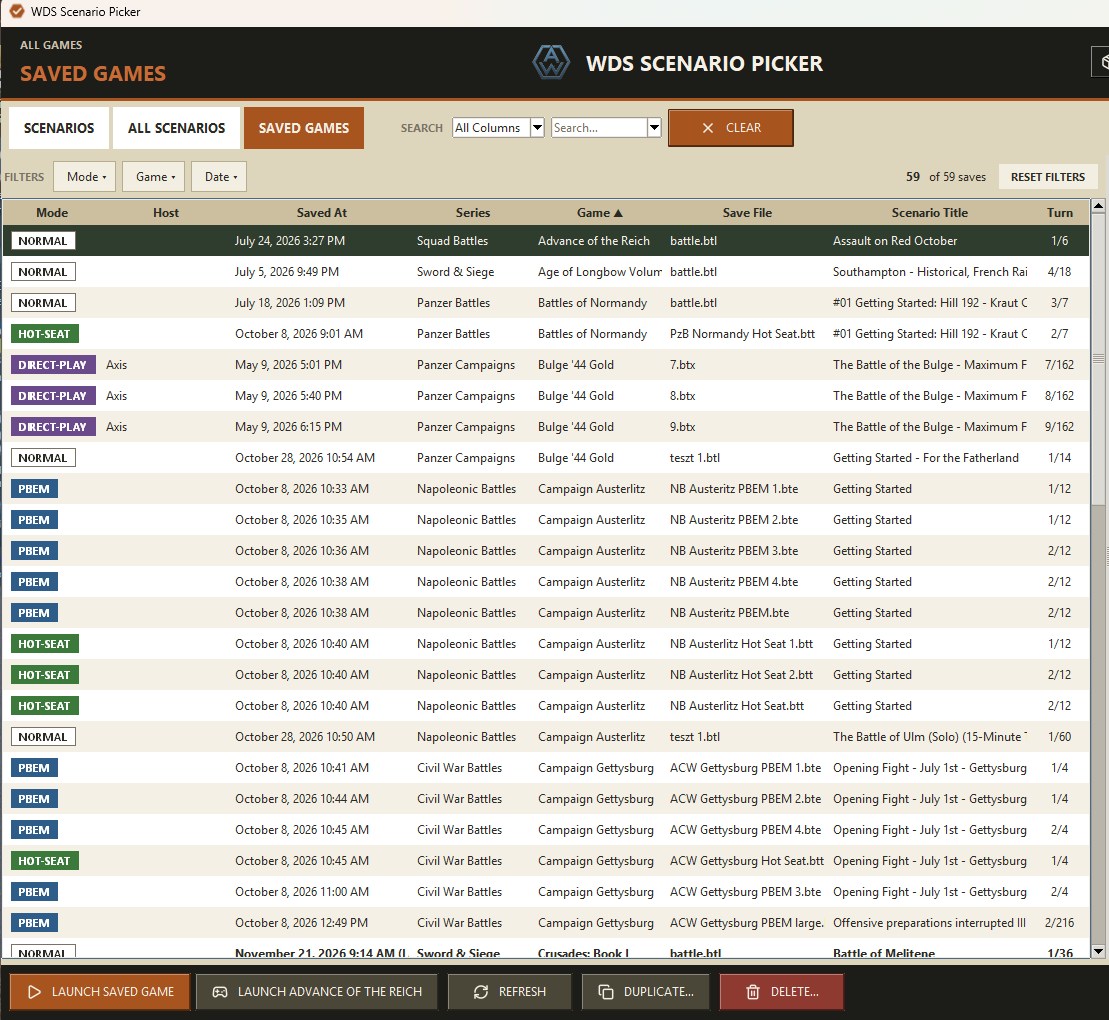 WDS Scenario Picker
ALL GAMES
SAVED GAMES
WDS SCENARIO PICKER
SCENARIOS ALL SCENARIOS SAVED GAMES SEARCH All Columns Search... CLEAR
FILTERS Mode Game Date 59 of 59 saves RESET FILTERS
Mode Host Saved At Series Game ▲ Save File Scenario Title Turn
NORMAL July 24, 2026 3:27 PM Squad Battles Advance of the Reich battle.btl Assault on Red October 1/6
NORMAL July 5, 2026 9:49 PM Sword & Siege Age of Longbow Volum battle.btl Southampton - Historical, French Rai 4/18
NORMAL July 18, 2026 1:09 PM Panzer Battles Battles of Normandy battle.btl #01 Getting Started: Hill 192 - Kraut C 3/7
HOT-SEAT October 8, 2026 9:01 AM Panzer Battles Battles of Normandy PzB Normandy Hot Seat.btt #01 Getting Started: Hill 192 - Kraut C 2/7
DIRECT-PLAY Axis May 9, 2026 5:01 PM Panzer Campaigns Bulge '44 Gold 7.btx The Battle of the Bulge - Maximum F 7/162
DIRECT-PLAY Axis May 9, 2026 5:40 PM Panzer Campaigns Bulge '44 Gold 8.btx The Battle of the Bulge - Maximum F 8/162
DIRECT-PLAY Axis May 9, 2026 6:15 PM Panzer Campaigns Bulge '44 Gold 9.btx The Battle of the Bulge - Maximum F 9/162
NORMAL October 28, 2026 10:54 AM Panzer Campaigns Bulge '44 Gold teszt 1.btl Getting Started - For the Fatherland 1/14
PBEM October 8, 2026 10:33 AM Napoleonic Battles Campaign Austerlitz NB Austeritz PBEM 1.bte Getting Started 1/12
PBEM October 8, 2026 10:35 AM Napoleonic Battles Campaign Austerlitz NB Austeritz PBEM 2.bte Getting Started 1/12
PBEM October 8, 2026 10:36 AM Napoleonic Battles Campaign Austerlitz NB Austeritz PBEM 3.bte Getting Started 2/12
PBEM October 8, 2026 10:38 AM Napoleonic Battles Campaign Austerlitz NB Austeritz PBEM 4.bte Getting Started 2/12
PBEM October 8, 2026 10:38 AM Napoleonic Battles Campaign Austerlitz NB Austeritz PBEM.bte Getting Started 2/12
HOT-SEAT October 8, 2026 10:40 AM Napoleonic Battles Campaign Austerlitz NB Austerlitz Hot Seat 1.btt Getting Started 1/12
HOT-SEAT October 8, 2026 10:40 AM Napoleonic Battles Campaign Austerlitz NB Austerlitz Hot Seat 2.btt Getting Started 2/12
HOT-SEAT October 8, 2026 10:40 AM Napoleonic Battles Campaign Austerlitz NB Austerlitz Hot Seat.btt Getting Started 2/12
NORMAL October 28, 2026 10:50 AM Napoleonic Battles Campaign Austerlitz teszt 1.btl The Battle of Ulm (Solo) (15-Minute 1/60
PBEM October 8, 2026 10:41 AM Civil War Battles Campaign Gettysburg ACW Gettysburg PBEM 1.bte Opening Fight - July 1st - Gettysburg 1/4
PBEM October 8, 2026 10:44 AM Civil War Battles Campaign Gettysburg ACW Gettysburg PBEM 2.bte Opening Fight - July 1st - Gettysburg 1/4
PBEM October 8, 2026 10:45 AM Civil War Battles Campaign Gettysburg ACW Gettysburg PBEM 4.bte Opening Fight - July 1st - Gettysburg 2/4
HOT-SEAT October 8, 2026 10:45 AM Civil War Battles Campaign Gettysburg ACW Gettysburg Hot Seat.btt Opening Fight - July 1st - Gettysburg 1/4
PBEM October 8, 2026 11:00 AM Civil War Battles Campaign Gettysburg ACW Gettysburg PBEM 3.bte Opening Fight - July 1st - Gettysburg 2/4
PBEM October 8, 2026 12:49 PM Civil War Battles Campaign Gettysburg ACW Gettysburg PBEM large. Offensive preparations interrupted III 2/216
NORMAL November 21, 2026 9:14 AM Sword & Siege Crusades: Book I battle.btl Battle of Melitene 1/36
LAUNCH SAVED GAME LAUNCH ADVANCE OF THE REICH REFRESH DUPLICATE... DELETE...